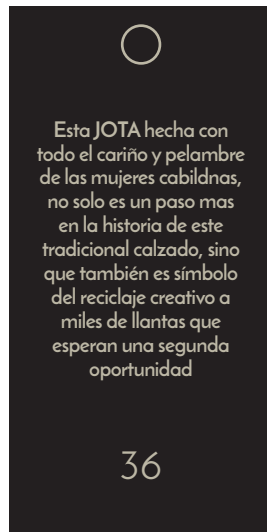 Esta JOTA hecha con
todo el cariño y pelambre
de las mujeres cabildnas,
no solo es un paso mas
en la historia de este
tradicional calzado, sino
que también es símbolo
del reciclaje creativo a
miles de llantas que
esperan una segunda
oportunidad
36